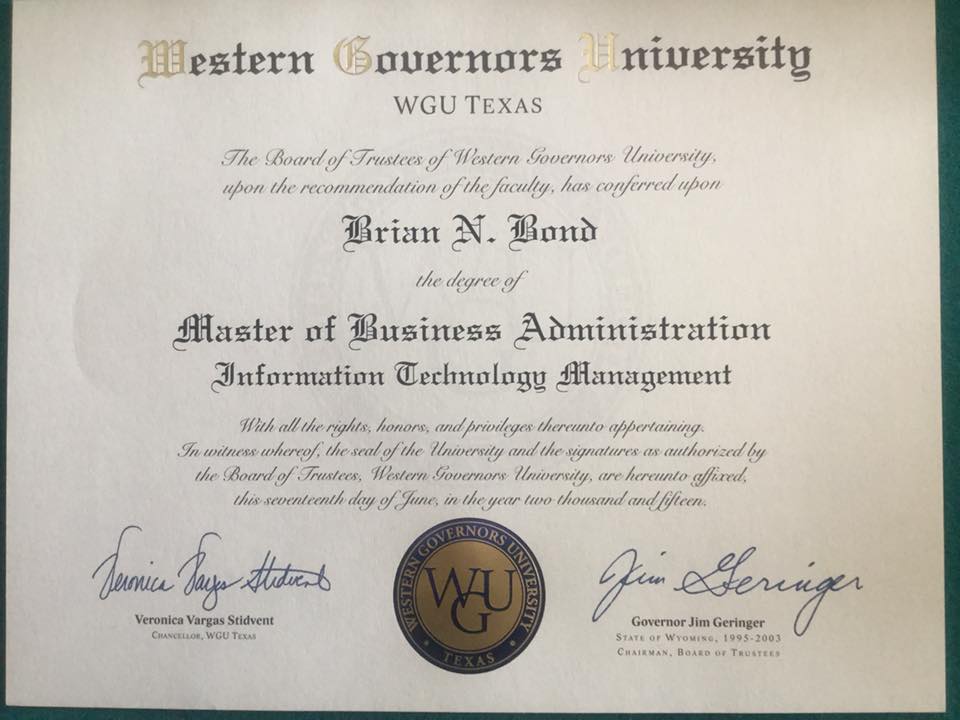 Western Governors University
WGU TEXAS
The Board of Trustees of Western Governors University,
upon the recommendation of the faculty, has conferred upon
Brian N. Bond
the degree of
Master of Business Administration
Information Technology Management
With all the rights, honors, and privileges thereunto appertaining.
In witness whereof, the seal of the University and the signatures as authorized by
the Board of Trustees, Western Governors University, are hereunto affixed,
this seventeenth day of June, in the year two thousand and fifteen.
Veronica Vargas Stidvent
WESTERN GOVERNORS UNIVERSITY
WGU
TEXAS
Jim Geringer
Veronica Vargas Stidvent
CHANCELLOR, WGU TEXAS
Governor Jim Geringer
STATE OF WYOMING, 1995-2003
CHAIRMAN, BOARD OF TRUSTEES